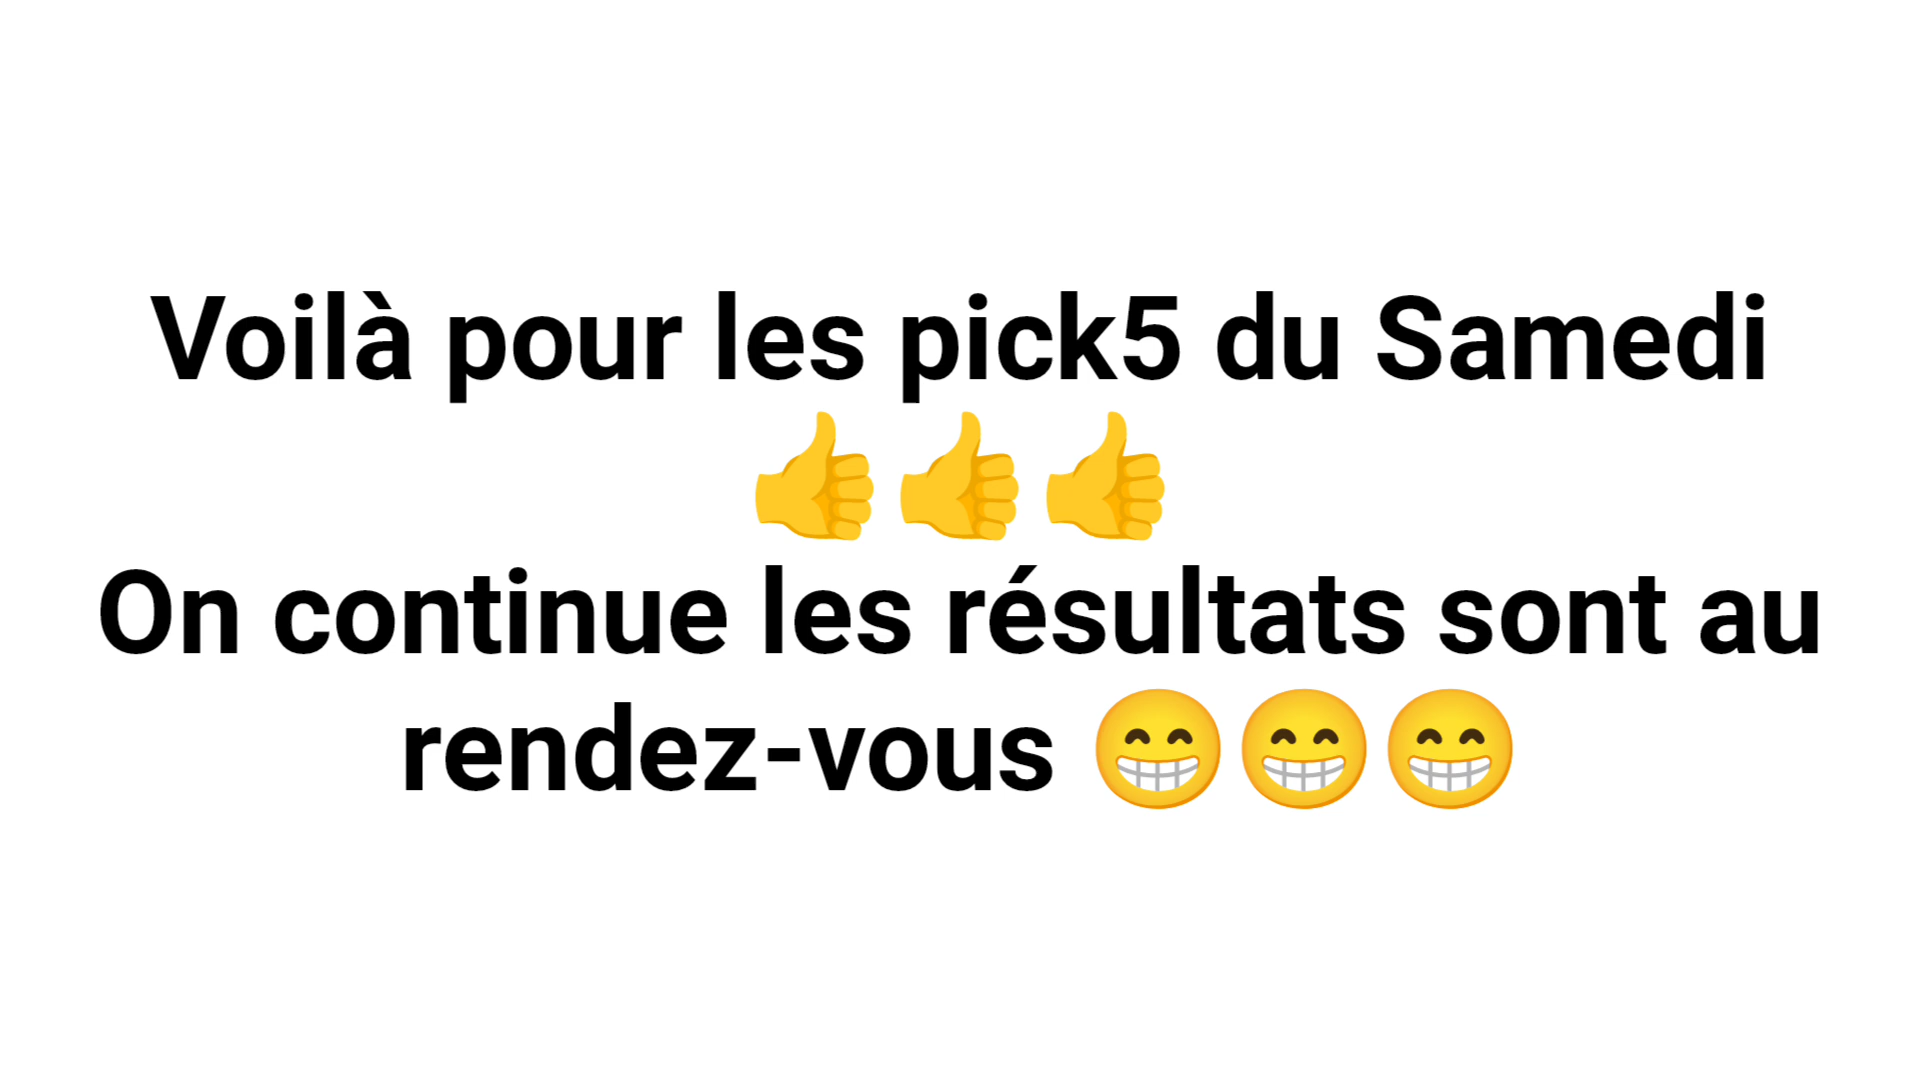 Voilà pour les pick5 du Samedi
👍👍👍
On continue les résultats sont au
rendez-vous 😁😁😁